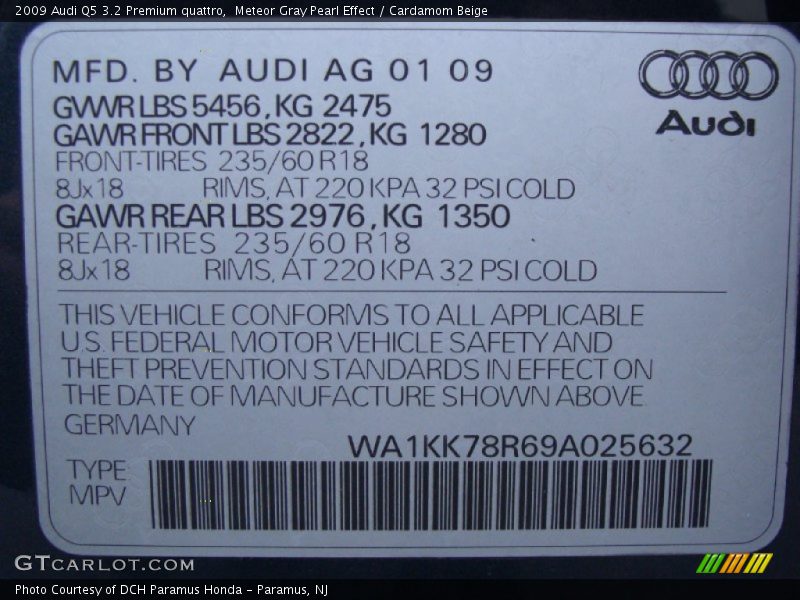 2009 Audi Q5 3.2 Premium quattro,  Meteor Gray Pearl Effect / Cardamom Beige
MFD. BY AUDI AG 01 09
GVWR LBS 5456, KG 2475
GAWR FRONT LBS 2822, KG 1280
FRONT-TIRES 235/60 R18
8Jx18 RIMS, AT 220 KPA 32 PSI COLD
GAWR REAR LBS 2976, KG 1350
REAR-TIRES 235/60 R18
8Jx18 RIMS, AT 220 KPA 32 PSI COLD
Audi
THIS VEHICLE CONFORMS TO ALL APPLICABLE
U.S. FEDERAL MOTOR VEHICLE SAFETY AND
THEFT PREVENTION STANDARDS IN EFFECT ON
THE DATE OF MANUFACTURE SHOWN ABOVE
GERMANY
WA1KK78R69A025632
TYPE
MPV
GTCARLOT.COM
Photo Courtesy of DCH Paramus Honda - Paramus, NJ